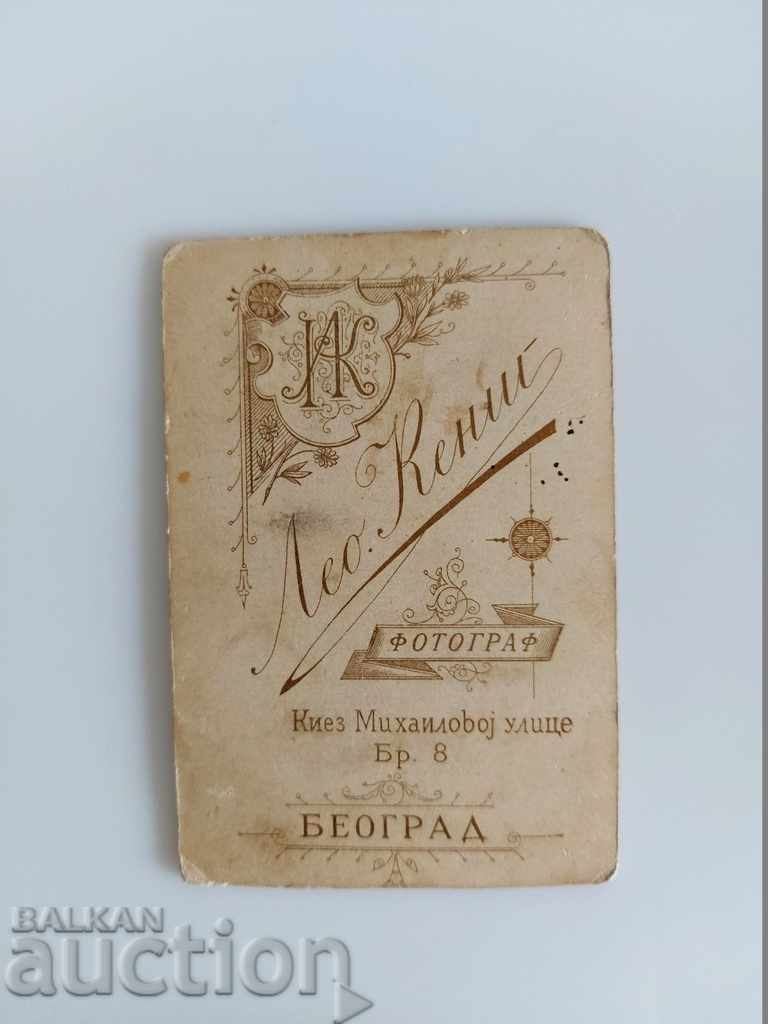 ЛК
Лео. Кениг
ФОТОГРАФ
Киез Михаиловој улице
Бр. 8
БЕОГРАД
BALKAN
auction